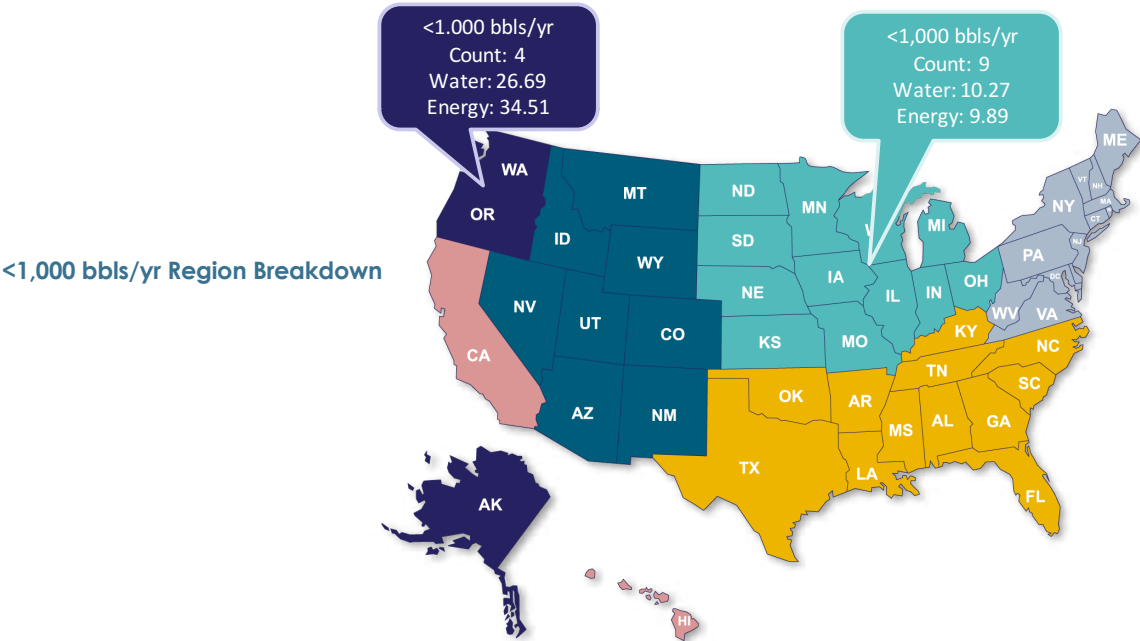 <1.000 bbls/yr
Count: 4
Water: 26.69
Energy: 34.51
<1,000 bbls/yr
Count: 9
Water: 10.27
Energy: 9.89
<1,000 bbls/yr Region Breakdown
WA
OR
CA
ID
MT
WY
NV
UT
CO
AZ
NM
ND
SD
NE
KS
MN
IA
MO
IL
MI
IN
OH
ME
VT
NH
NY
MA
CT
PA
NJ
DC
WV
VA
KY
NC
TN
SC
OK
AR
MS
AL
GA
TX
LA
FL
AK
HI